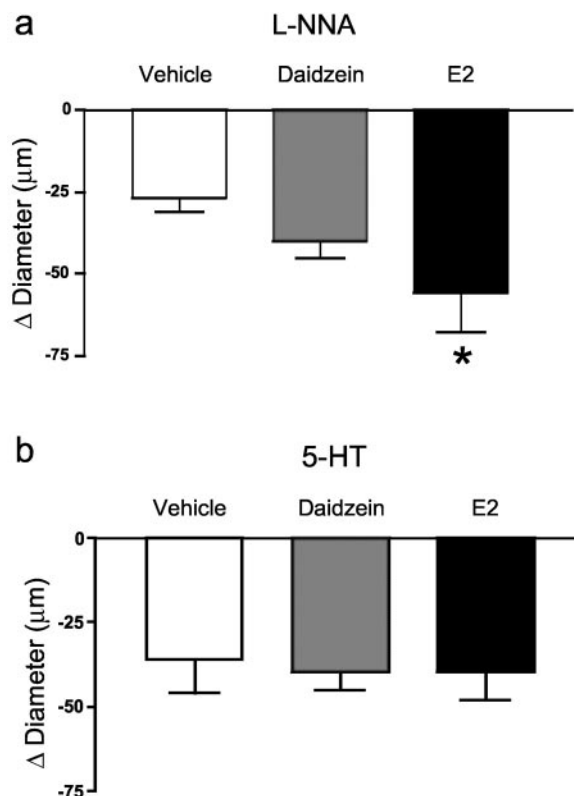 a
L-NNA
Vehicle Daidzein E2
0
-25
-50
-75
Δ Diameter (μm)
*
b
5-HT
Vehicle Daidzein E2
0
-25
-50
-75
Δ Diameter (μm)